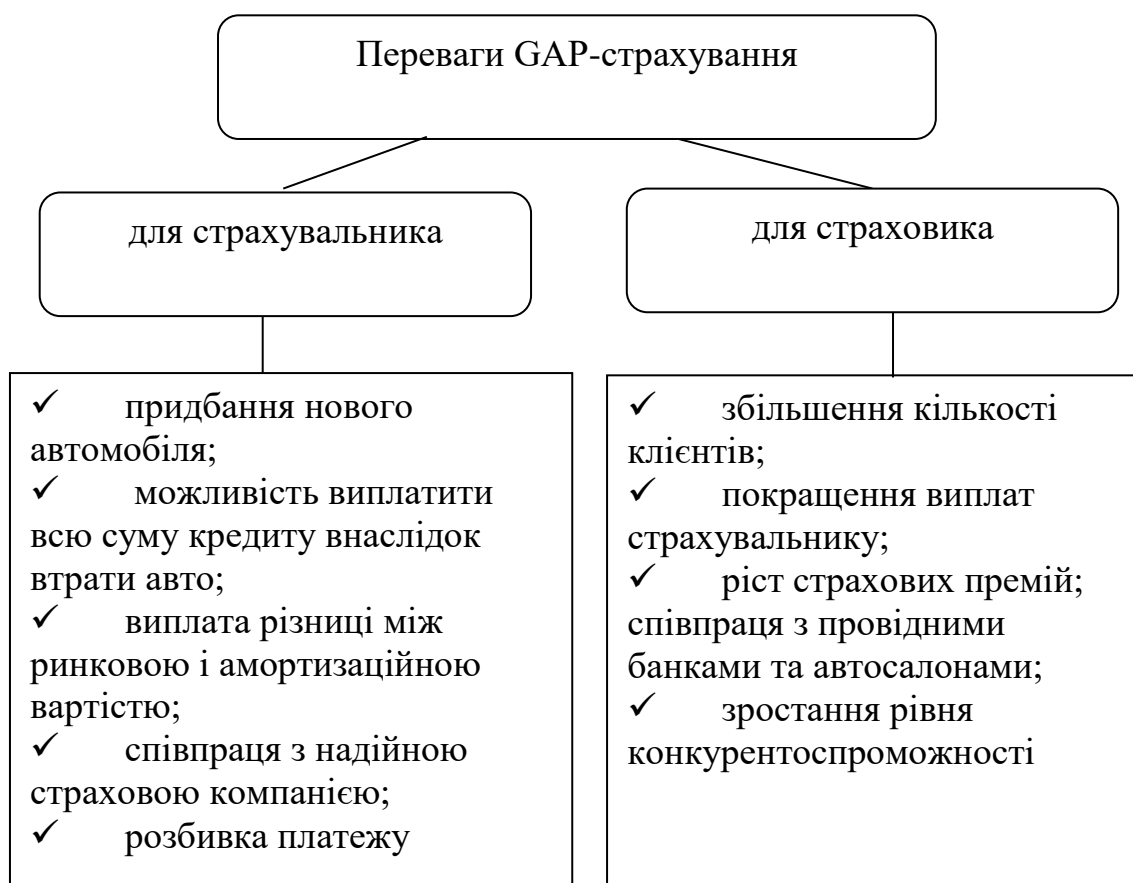 Переваги GAP-страхування
для страхувальника
для страховика
✓ придбання нового
автомобіля;
✓ можливість виплатити
всю суму кредиту внаслідок
втрати авто;
✓ виплата різниці між
ринковою і амортизаційною
вартістю;
✓ співпраця з надійною
страховою компанією;
✓ розбивка платежу
✓ збільшення кількості
клієнтів;
✓ покращення виплат
страхувальнику;
✓ ріст страхових премій;
співпраця з провідними
банками та автосалонами;
✓ зростання рівня
конкурентоспроможності